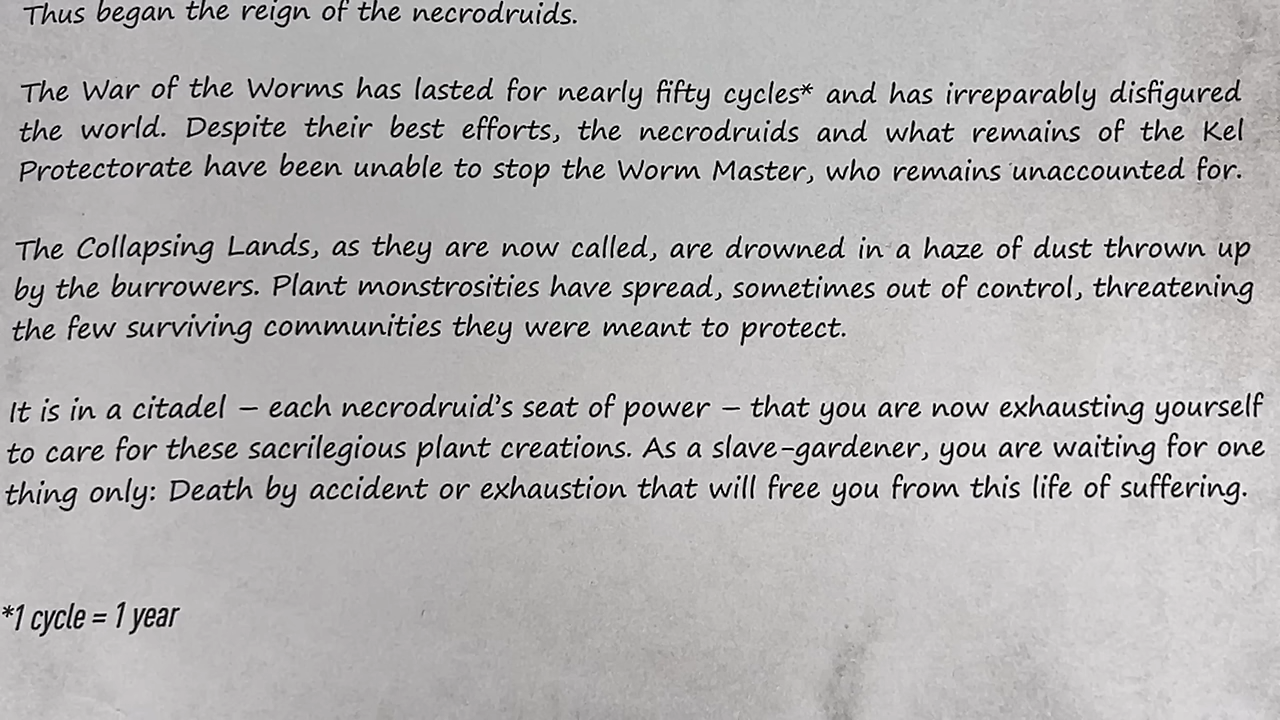 Thus began the reign of the necrodruids.
The War of the Worms has lasted for nearly fifty cycles* and has irreparably disfigured
the world. Despite their best efforts, the necrodruids and what remains of the Kel
Protectorate have been unable to stop the Worm Master, who remains unaccounted for.
The Collapsing Lands, as they are now called, are drowned in a haze of dust thrown up
by the burrowers. Plant monstrosities have spread, sometimes out of control, threatening
the few surviving communities they were meant to protect.
It is in a citadel – each necrodruid's seat of power – that you are now exhausting yourself
to care for these sacrilegious plant creations. As a slave-gardener, you are waiting for one
thing only: Death by accident or exhaustion that will free you from this life of suffering.
*1 cycle = 1 year